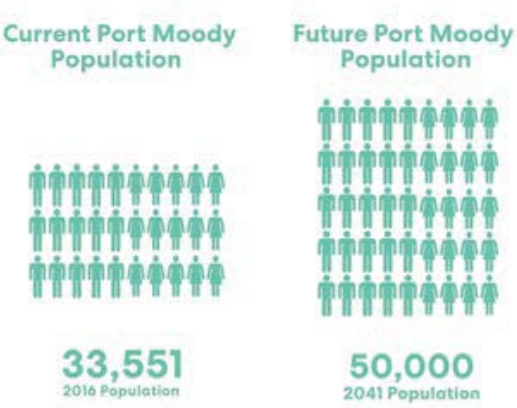 Current Port Moody
Population
33,551
2016 Population
Future Port Moody
Population
50,000
2041 Population